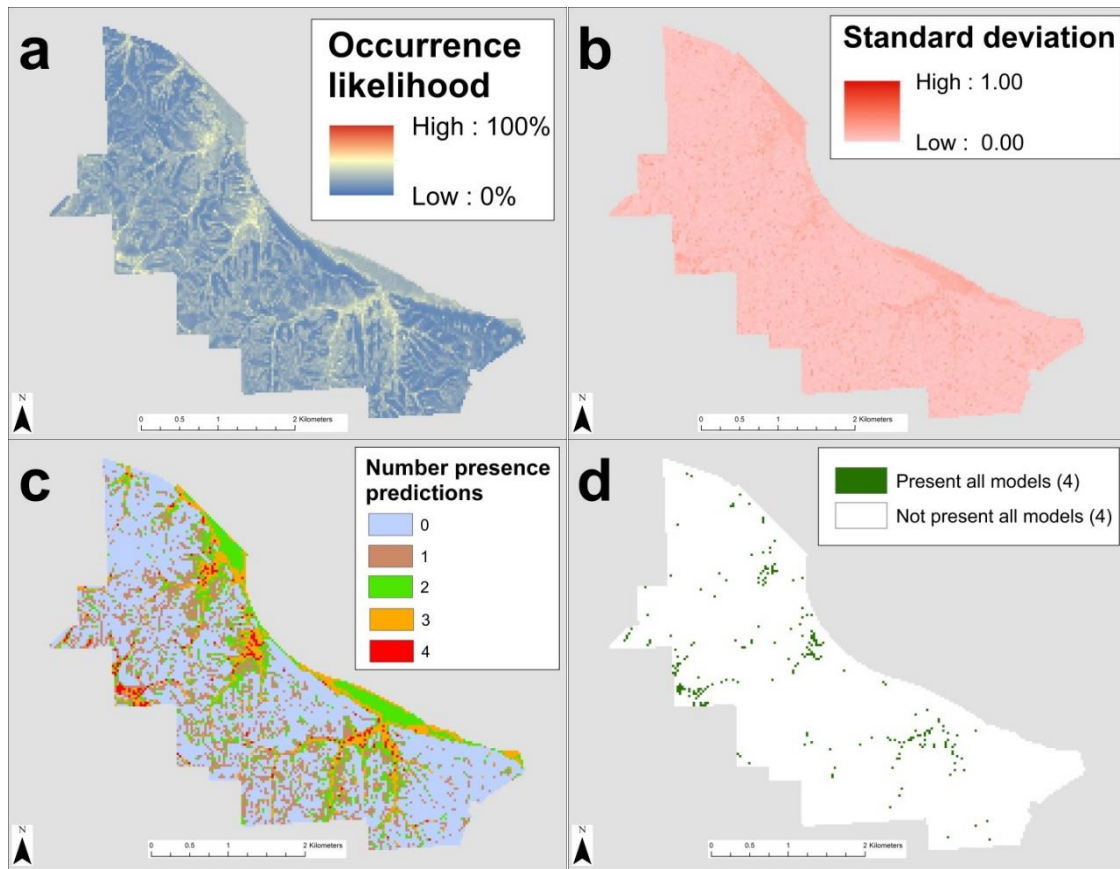 a
Occurrence
likelihood
High : 100%
Low : 0%
N
0 0.5 1 2 Kilometers
b
Standard deviation
High : 1.00
Low : 0.00
N
0 0.5 1 2 Kilometers
c
Number presence
predictions
0
1
2
3
4
N
0 0.5 1 2 Kilometers
d
Present all models (4)
Not present all models (4)
N
0 0.5 1 2 Kilometers